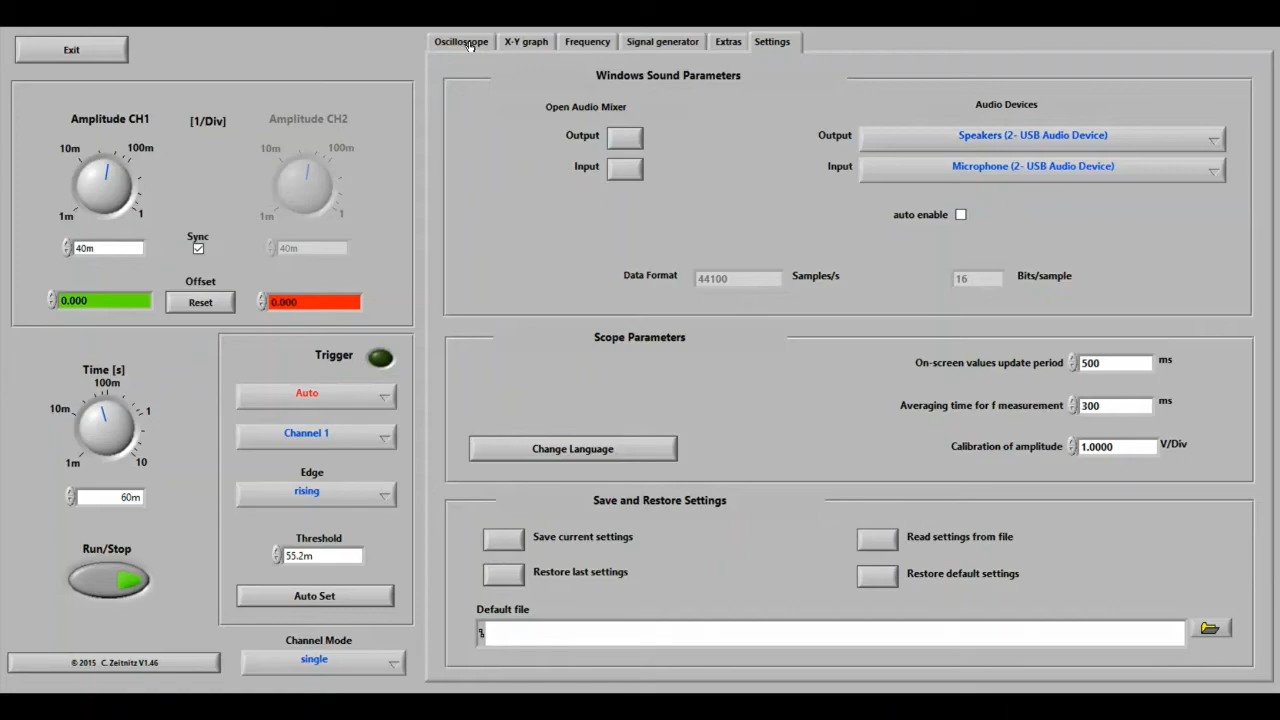 Exit
Oscilloscope X-Y graph Frequency Signal generator Extras Settings
Amplitude CH1 [1/Div] Amplitude CH2
10m 100m 10m 100m
1m 1 1m 1
40m Sync 40m
Offset
0.000 Reset 0.000
Time [s]
100m
10m 1
1m 10
60m
Run/Stop
© 2015 C. Zeitnitz V1.46
Trigger
Auto
Channel 1
Edge
rising
Threshold
55.2m
Auto Set
Channel Mode
single
Windows Sound Parameters
Open Audio Mixer Audio Devices
Output Output Speakers (2- USB Audio Device)
Input Input Microphone (2- USB Audio Device)
auto enable
Data Format 44100 Samples/s 16 Bits/sample
Scope Parameters
On-screen values update period 500 ms
Averaging time for f measurement 300 ms
Change Language Calibration of amplitude 1.0000 V/Div
Save and Restore Settings
Save current settings Read settings from file
Restore last settings Restore default settings
Default file